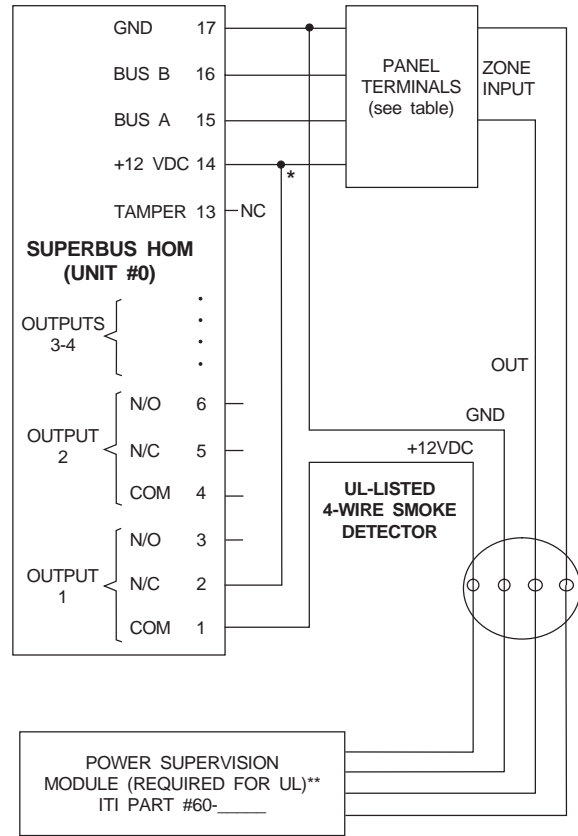 GND 17
BUS B 16
BUS A 15
+12 VDC 14
*
TAMPER 13 NC
PANEL
TERMINALS
(see table)
ZONE
INPUT
SUPERBUS HOM
(UNIT #0)
OUTPUTS
3-4
N/O 6
OUTPUT
2
N/C 5
COM 4
N/O 3
OUTPUT
1
N/C 2
COM 1
OUT
GND
+12VDC
UL-LISTED
4-WIRE SMOKE
DETECTOR
POWER SUPERVISION
MODULE (REQUIRED FOR UL)**
ITI PART #60-_____